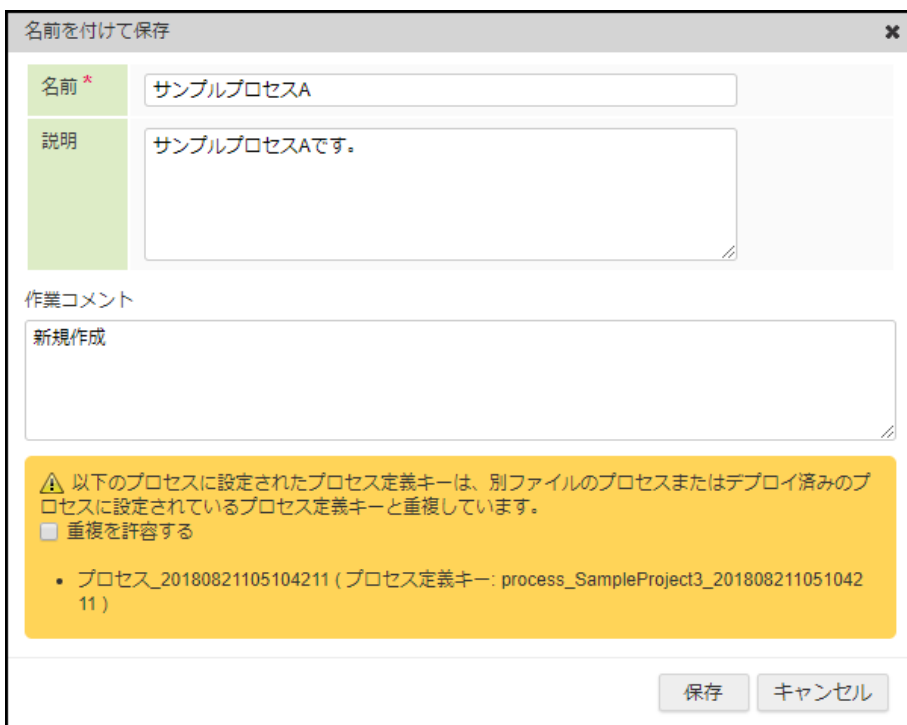 名前を付けて保存
名前 *
サンプルプロセスA
説明
サンプルプロセスAです。
作業コメント
新規作成
以下のプロセスに設定されたプロセス定義キーは、別ファイルのプロセスまたはデプロイ済みのプ
ロセスに設定されているプロセス定義キーと重複しています。
重複を許容する
• プロセス_20180821105104211 ( プロセス定義キー: process_SampleProject3_201808211051042
11 )
保存
キャンセル